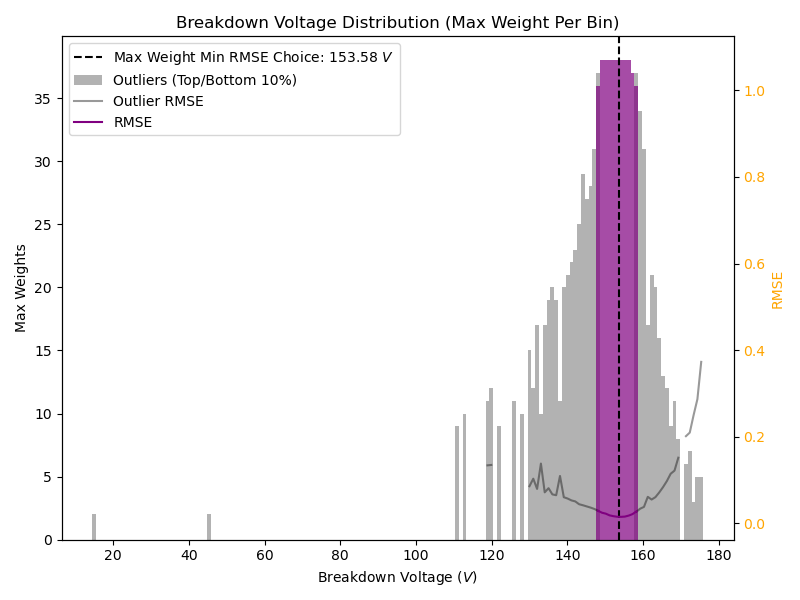 Breakdown Voltage Distribution (Max Weight Per Bin)
Max Weight Min RMSE Choice: 153.58 V
Outliers (Top/Bottom 10%)
Outlier RMSE
RMSE
Max Weights
35
30
25
20
15
10
5
0
1.0
0.8
0.6
0.4
0.2
0.0
RMSE
20 40 60 80 100 120 140 160 180
Breakdown Voltage (V)